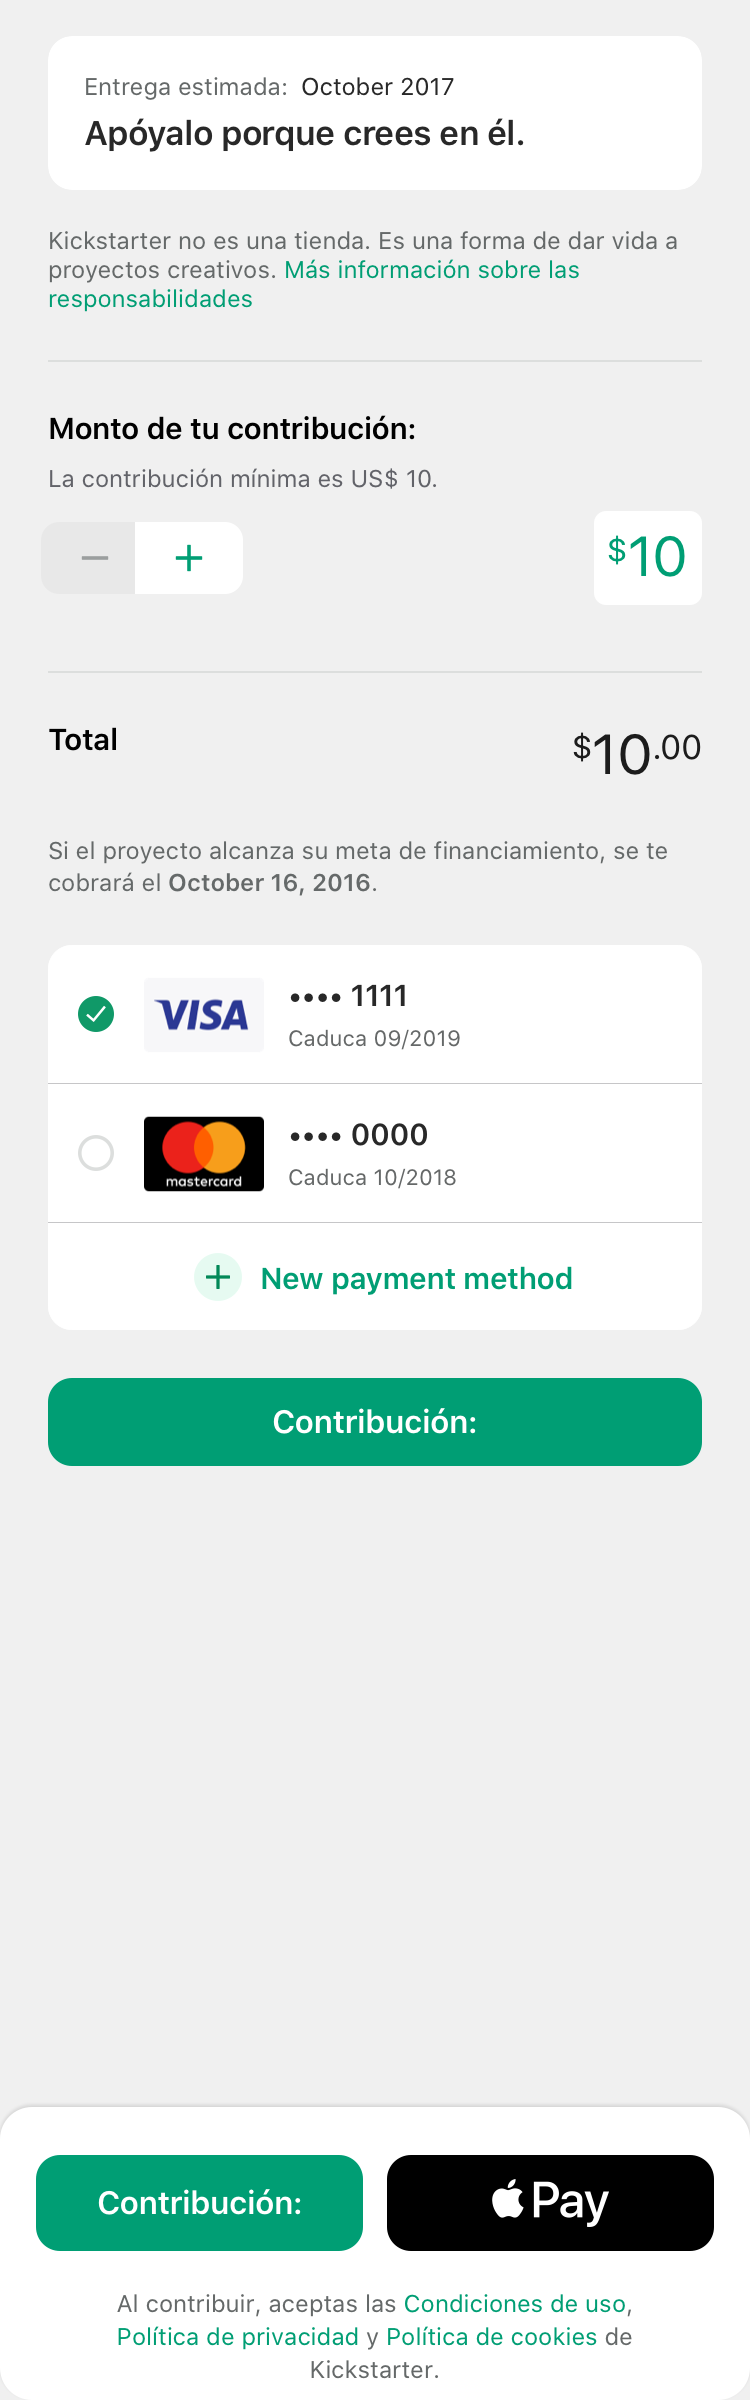 Entrega estimada: October 2017
Apóyalo porque crees en él.
Kickstarter no es una tienda. Es una forma de dar vida a
proyectos creativos. Más información sobre las
responsabilidades
Monto de tu contribución:
La contribución mínima es US$ 10.
− + $10
Total $10.00
Si el proyecto alcanza su meta de financiamiento, se te
cobrará el October 16, 2016.
VISA •••• 1111
Caduca 09/2019
mastercard •••• 0000
Caduca 10/2018
+ New payment method
Contribución:
Contribución: Pay
Al contribuir, aceptas las Condiciones de uso,
Política de privacidad y Política de cookies de
Kickstarter.